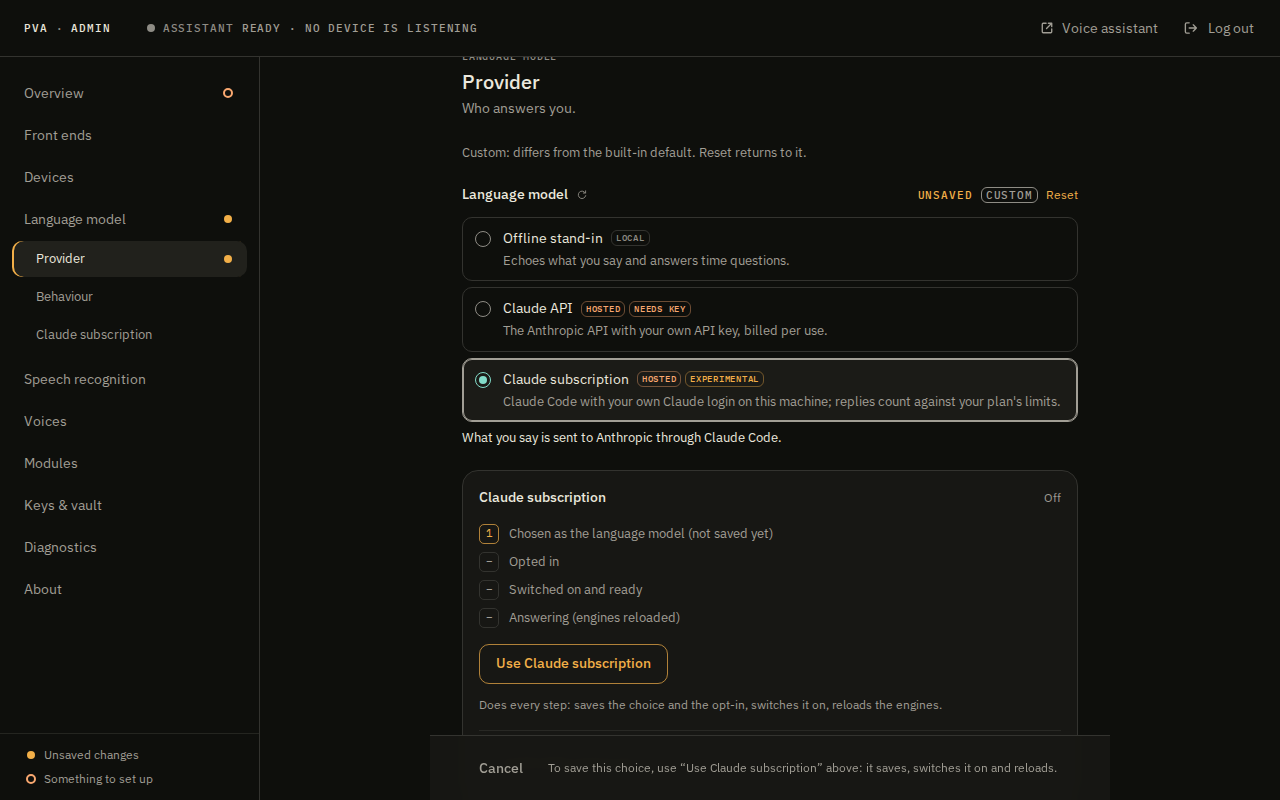 PVA · ADMIN
ASSISTANT READY · NO DEVICE IS LISTENING
Voice assistant
Log out
Overview
Front ends
Devices
Language model
Provider
Behaviour
Claude subscription
Speech recognition
Voices
Modules
Keys & vault
Diagnostics
About
Unsaved changes
Something to set up
LANGUAGE MODEL
Provider
Who answers you.
Custom: differs from the built-in default. Reset returns to it.
Language model
UNSAVED CUSTOM Reset
Offline stand-in LOCAL
Echoes what you say and answers time questions.
Claude API HOSTED NEEDS KEY
The Anthropic API with your own API key, billed per use.
Claude subscription HOSTED EXPERIMENTAL
Claude Code with your own Claude login on this machine; replies count against your plan's limits.
What you say is sent to Anthropic through Claude Code.
Claude subscription Off
1 Chosen as the language model (not saved yet)
– Opted in
– Switched on and ready
– Answering (engines reloaded)
Use Claude subscription
Does every step: saves the choice and the opt-in, switches it on, reloads the engines.
Cancel To save this choice, use “Use Claude subscription” above: it saves, switches it on and reloads.